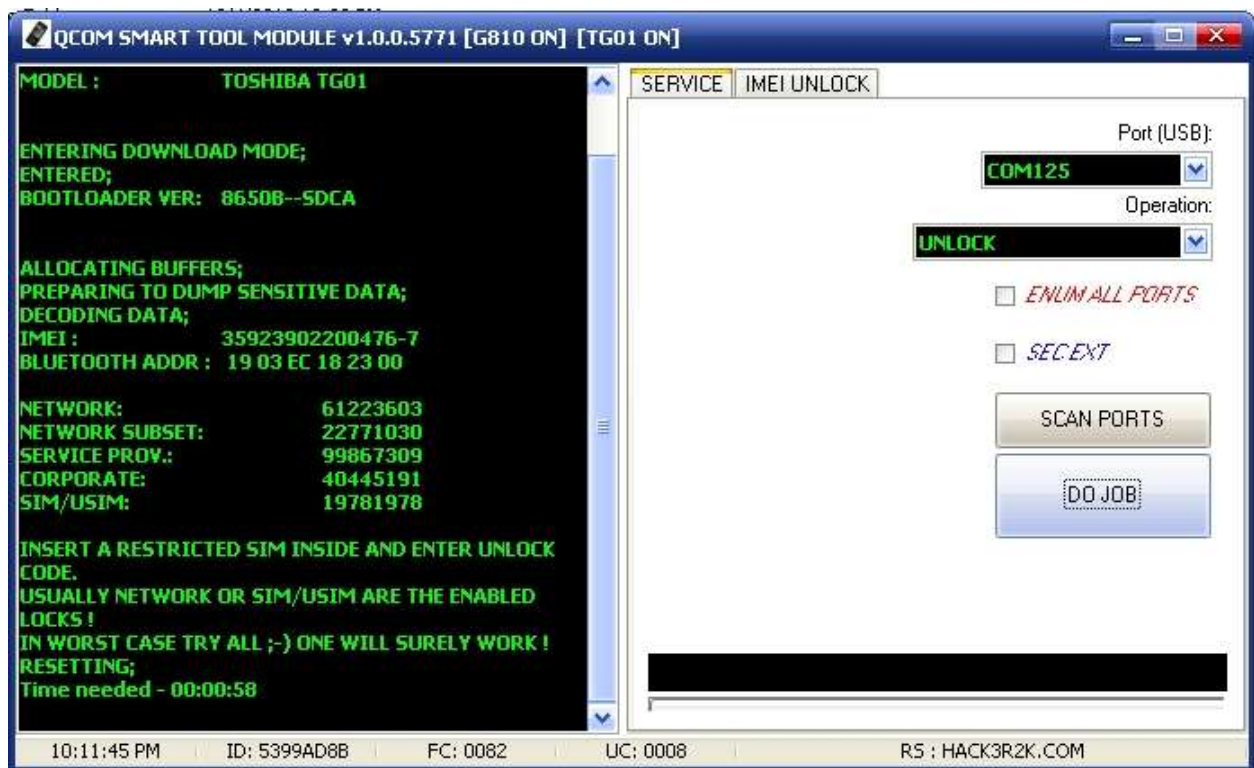 QCOM SMART TOOL MODULE v1.0.0.5771 [G810 ON] [TG01 ON]
MODEL : TOSHIBA TG01
ENTERING DOWNLOAD MODE;
ENTERED;
BOOTLOADER VER: 8650B--SDCA
ALLOCATING BUFFERS;
PREPARING TO DUMP SENSITIVE DATA;
DECODING DATA;
IMEI : 35923902200476-7
BLUETOOTH ADDR : 19 03 EC 18 23 00
NETWORK: 61223603
NETWORK SUBSET: 22771030
SERVICE PROV.: 99867309
CORPORATE: 40445191
SIM/USIM: 19781978
INSERT A RESTRICTED SIM INSIDE AND ENTER UNLOCK
CODE.
USUALLY NETWORK OR SIM/USIM ARE THE ENABLED
LOCKS !
IN WORST CASE TRY ALL ;-) ONE WILL SURELY WORK !
RESETTING;
Time needed - 00:00:58
SERVICE IMEI UNLOCK
Port (USB):
COM125
Operation:
UNLOCK
ENUM ALL PORTS
SEC EXT
SCAN PORTS
DO JOB
10:11:45 PM ID: 5399AD8B FC: 0082 UC: 0008 RS : HACK3R2K.COM